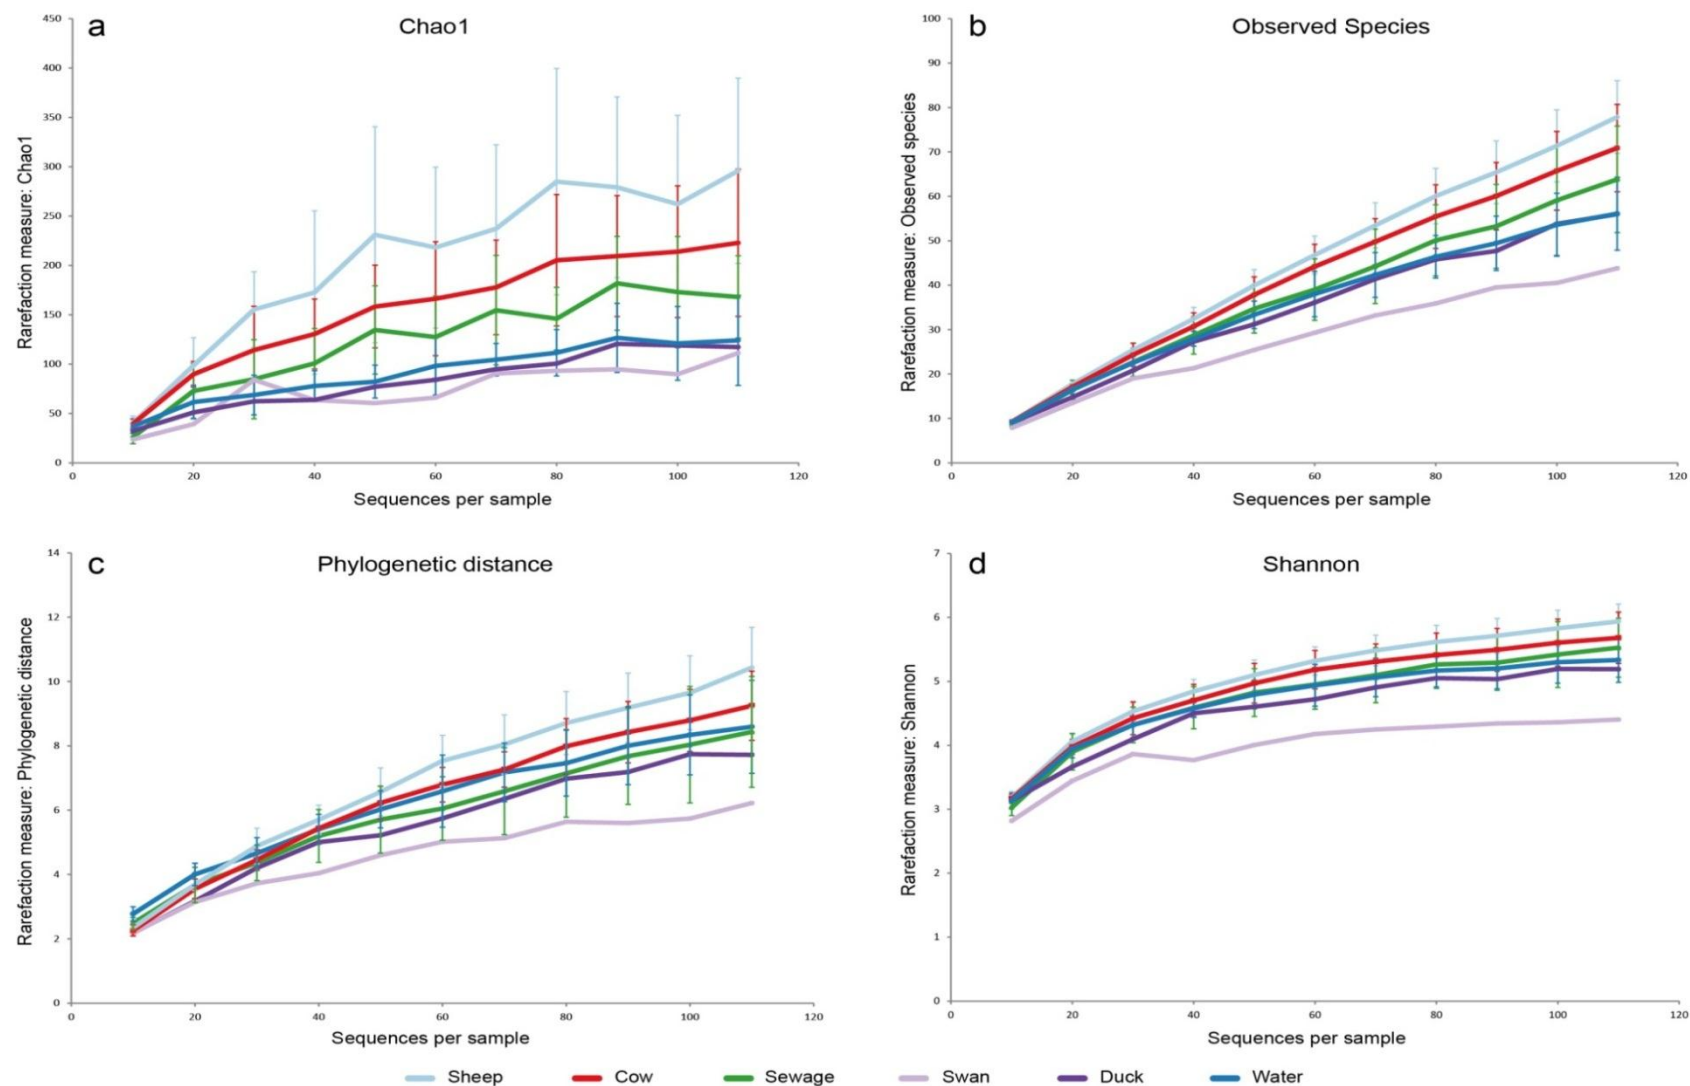 a
Chao1
Rarefaction measure: Chao1
450
400
350
300
250
200
150
100
50
0
0 20 40 60 80 100 120
Sequences per sample
b
Observed Species
Rarefaction measure: Observed species
100
90
80
70
60
50
40
30
20
10
0
0 20 40 60 80 100 120
Sequences per sample
c
Phylogenetic distance
Rarefaction measure: Phylogenetic distance
14
12
10
8
6
4
2
0
0 20 40 60 80 100 120
Sequences per sample
d
Shannon
Rarefaction measure: Shannon
7
6
5
4
3
2
1
0
0 20 40 60 80 100 120
Sequences per sample
Sheep Cow Sewage Swan Duck Water